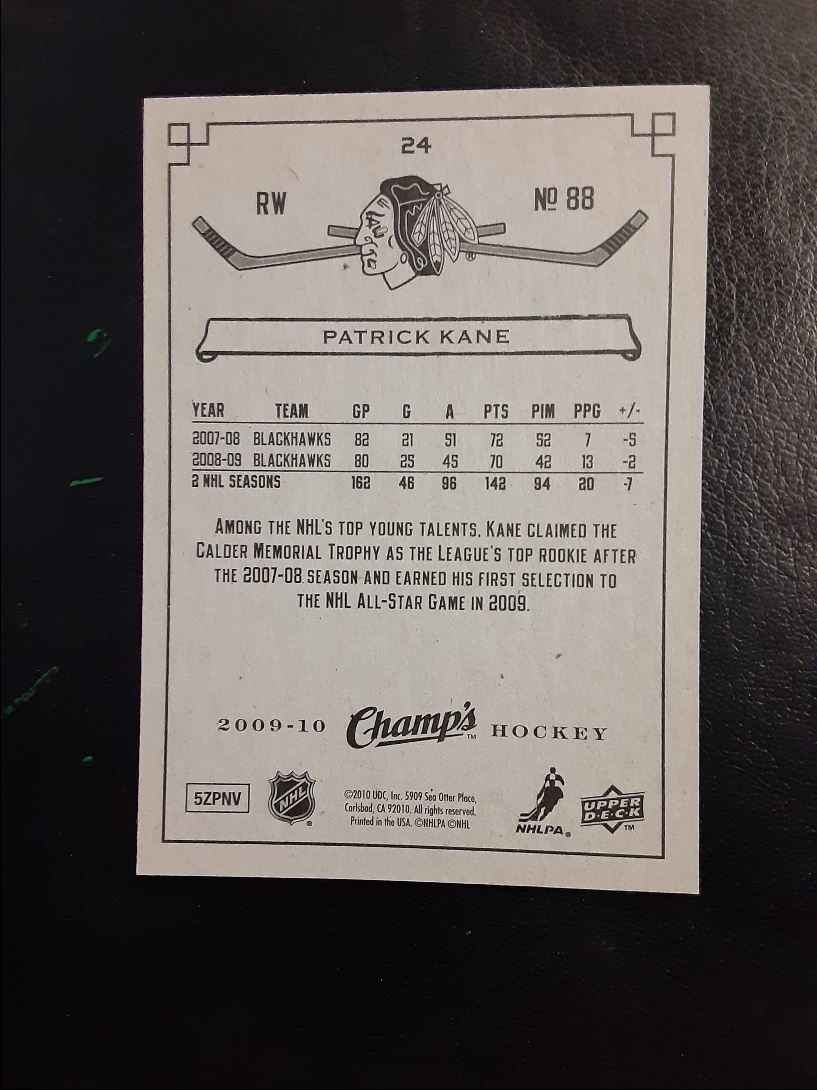 24
RW
Nº 88
®
PATRICK KANE
YEAR TEAM GP G A PTS PIM PPG +/-
2007-08 BLACKHAWKS 82 21 51 72 52 7 -5
2008-09 BLACKHAWKS 80 25 45 70 42 13 -2
2 NHL SEASONS 162 46 96 142 94 20 -7
AMONG THE NHL'S TOP YOUNG TALENTS, KANE CLAIMED THE
CALDER MEMORIAL TROPHY AS THE LEAGUE'S TOP ROOKIE AFTER
THE 2007-08 SEASON AND EARNED HIS FIRST SELECTION TO
THE NHL ALL-STAR GAME IN 2009.
2009-10 Champ's™ HOCKEY
5ZPNV
NHL®
©2010 UDC, Inc. 5909 Sea Otter Place,
Carlsbad, CA 92010. All rights reserved.
Printed in the USA. ©NHLPA ©NHL
NHLPA®
UPPER
D·E·C·K
™